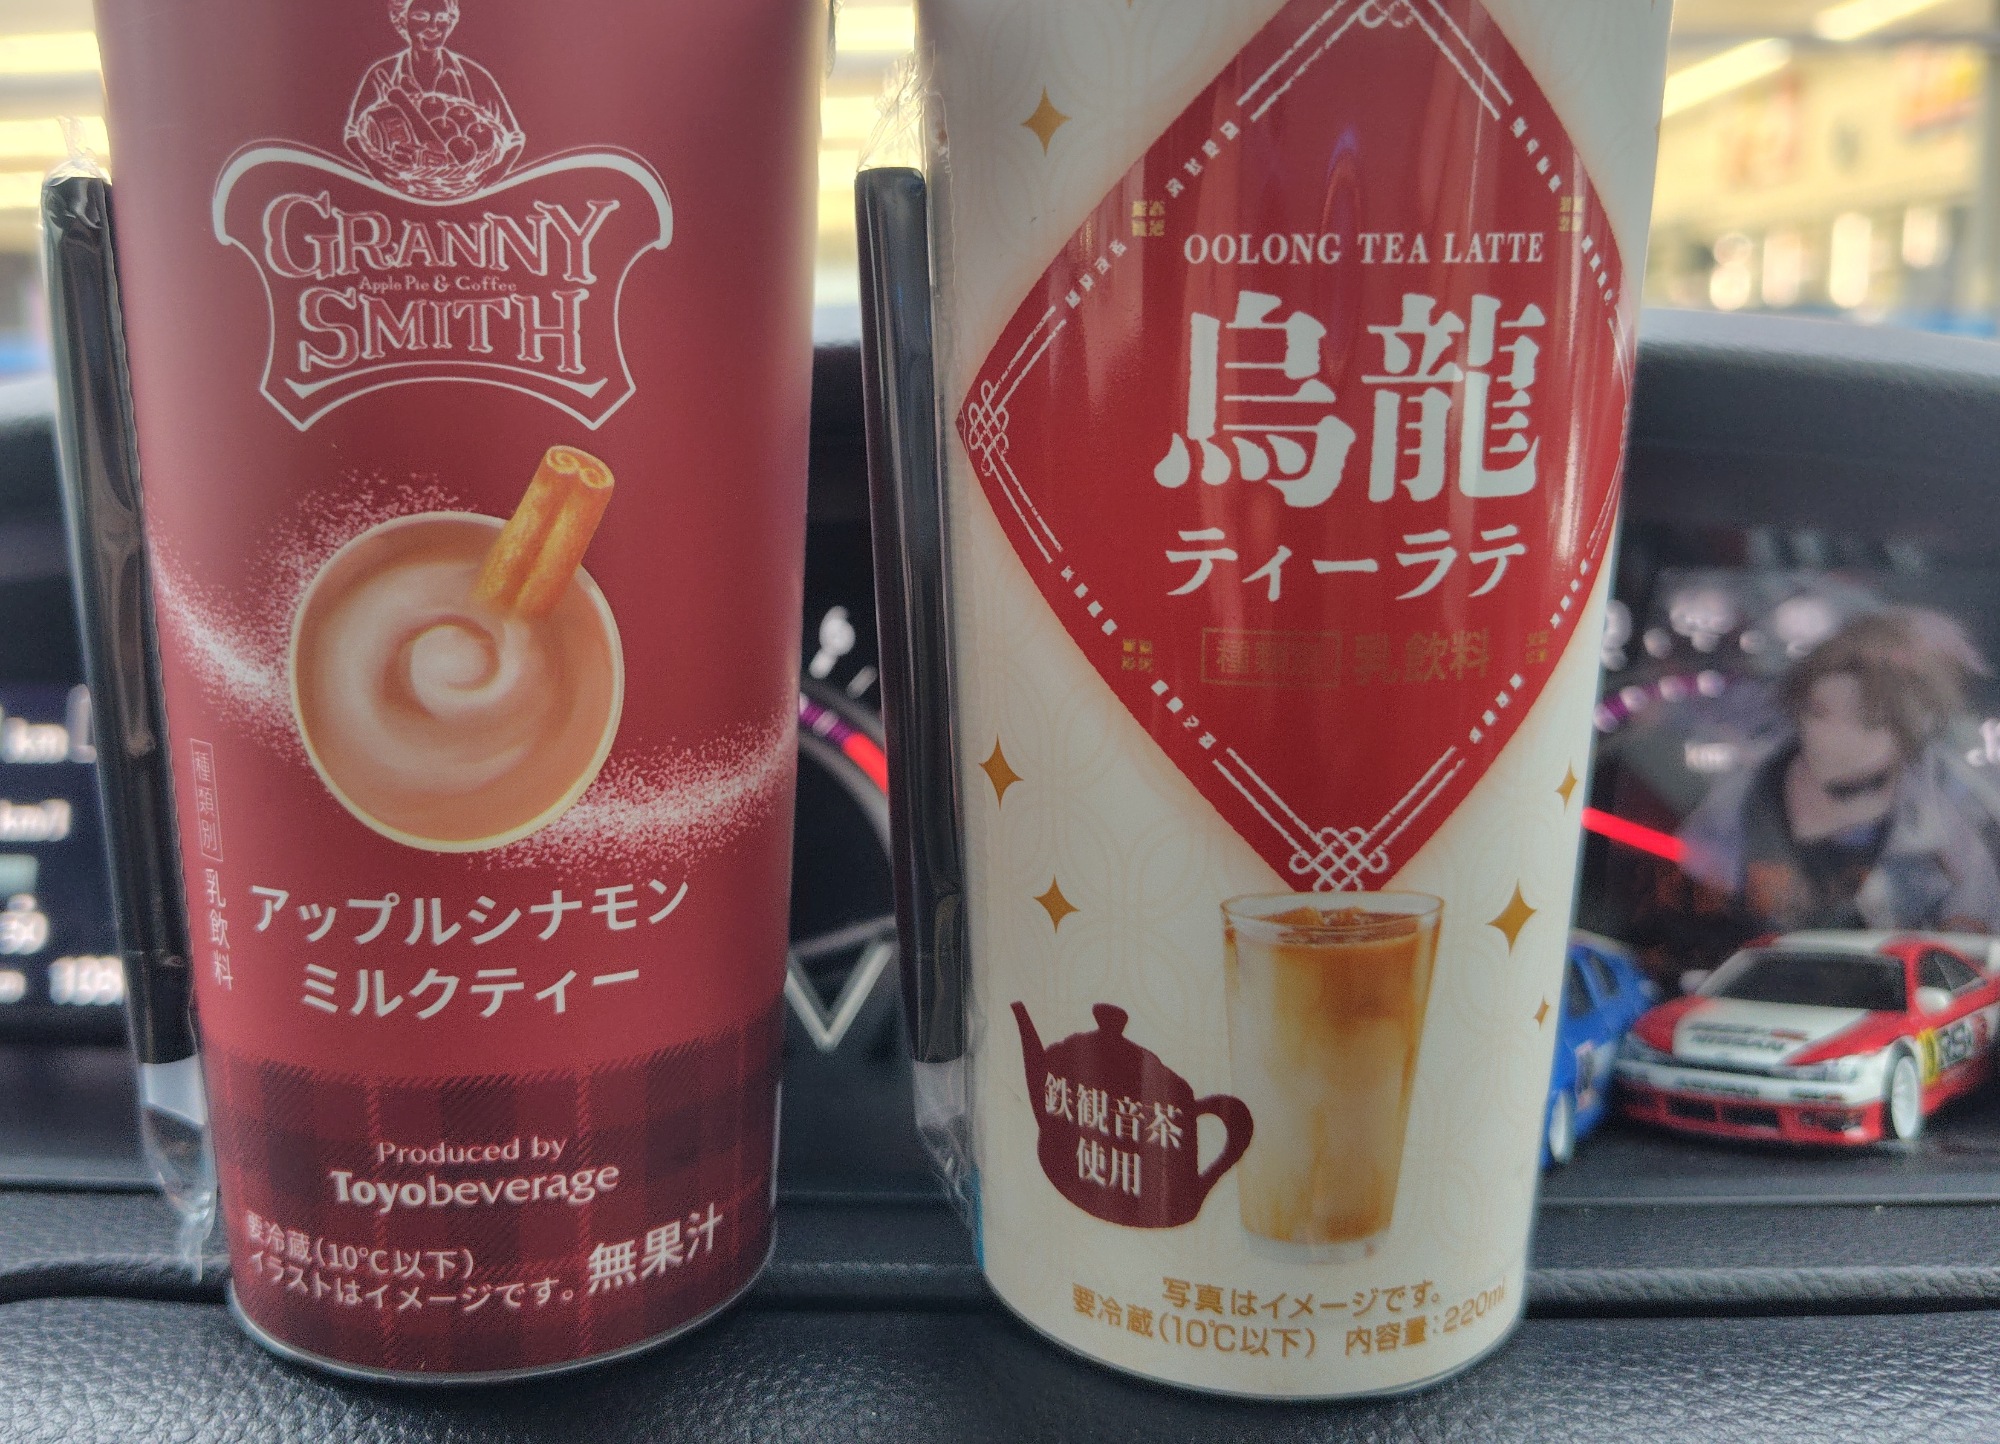 GRANNY
Apple Pie & Coffee
SMITH
種類別 乳飲料
アップルシナモン
ミルクティー
Produced by
Toyobeverage
要冷蔵(10℃以下)
イラストはイメージです。
無果汁
OOLONG TEA LATTE
烏龍
ティーラテ
種類別 乳飲料
鉄観音茶
使用
写真はイメージです。
要冷蔵(10℃以下) 内容量:220ml
km
NISSAN